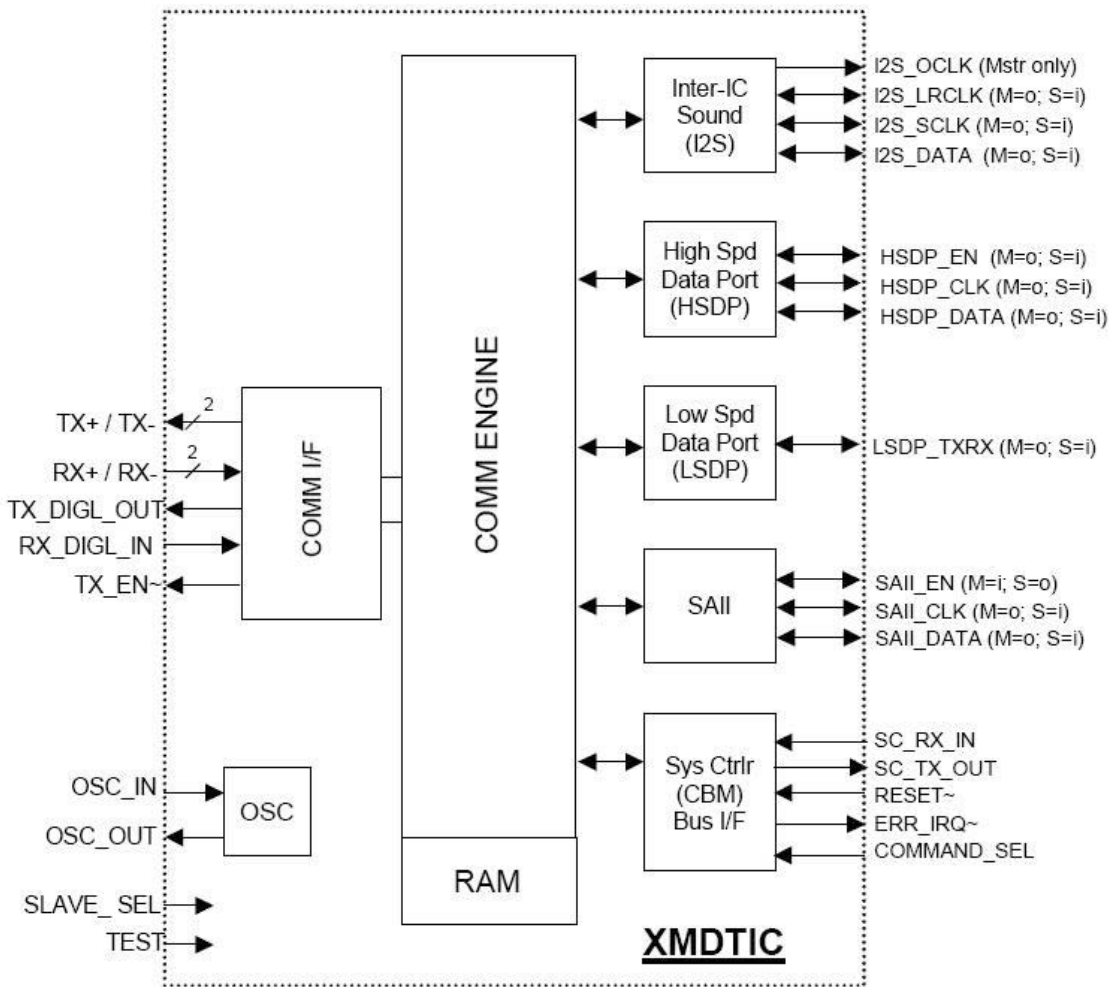 I2S_OCLK (Mstr only)
I2S_LRCLK (M=o; S=i)
I2S_SCLK (M=o; S=i)
I2S_DATA (M=o; S=i)
Inter-IC
Sound
(I2S)
High Spd
Data Port
(HSDP)
HSDP_EN (M=o; S=i)
HSDP_CLK (M=o; S=i)
HSDP_DATA (M=o; S=i)
COMM ENGINE
COMM I/F
TX+ / TX-
2
RX+ / RX-
2
TX_DIGL_OUT
RX_DIGL_IN
TX_EN~
Low Spd
Data Port
(LSDP)
LSDP_TXRX (M=o; S=i)
SAII
SAII_EN (M=i; S=o)
SAII_CLK (M=o; S=i)
SAII_DATA (M=o; S=i)
Sys Ctrlr
(CBM)
Bus I/F
SC_RX_IN
SC_TX_OUT
RESET~
ERR_IRQ~
COMMAND_SEL
OSC_IN
OSC_OUT
OSC
RAM
SLAVE_ SEL
TEST
XMDTIC